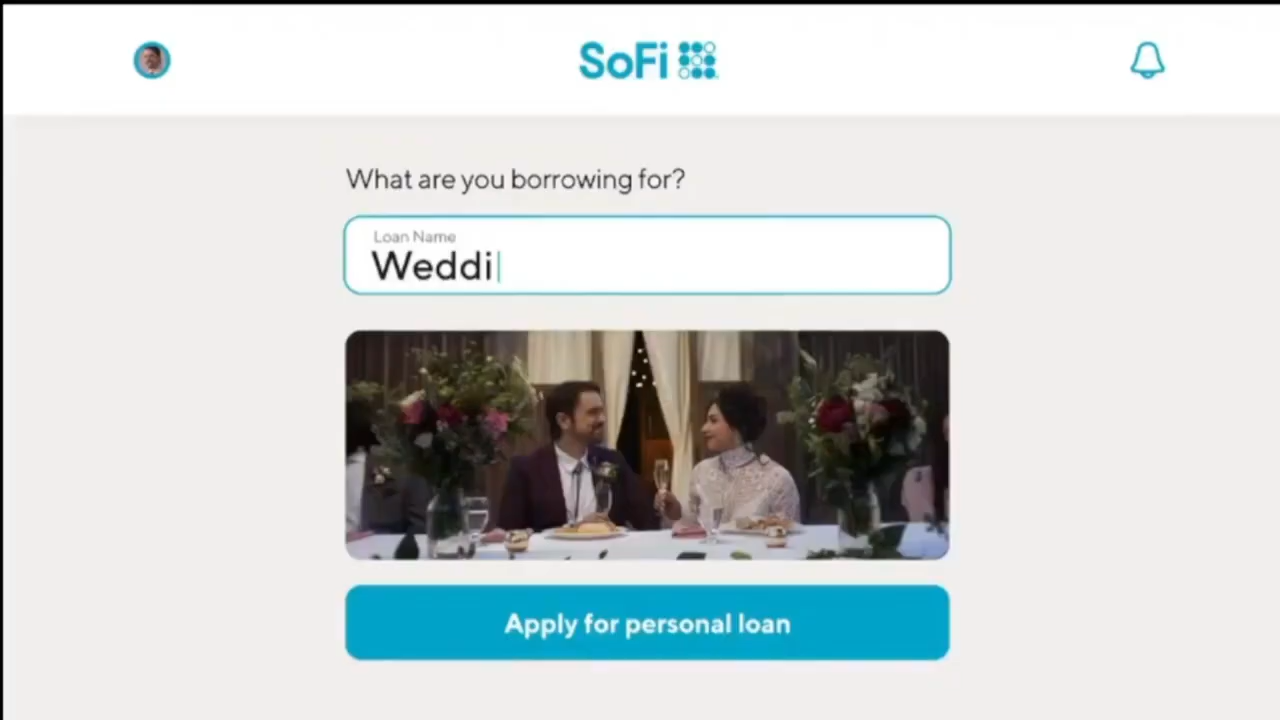 SoFi
What are you borrowing for?
Loan Name
Weddi
Apply for personal loan